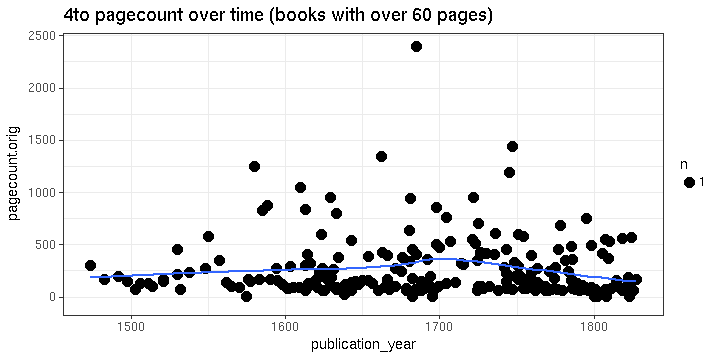 4to pagecount over time (books with over 60 pages)
2500
2000
1500
1000
500
0
pagecount.orig
1500 1600 1700 1800
publication_year
n
1